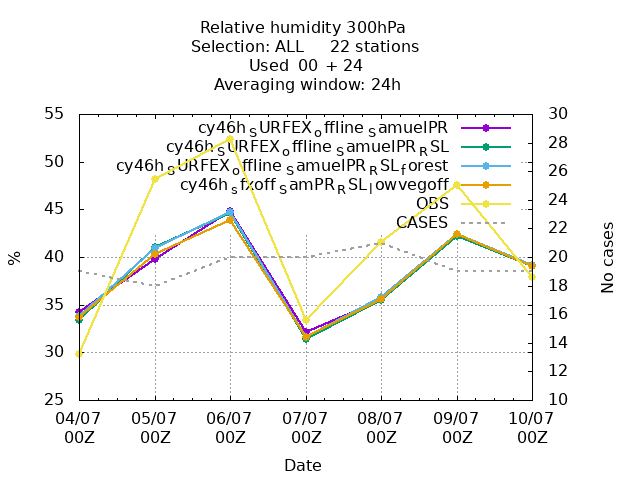 Relative humidity 300hPa
Selection: ALL 22 stations
Used 00 + 24
Averaging window: 24h
55
50
45
40
35
30
25
30
28
26
24
22
20
18
16
14
12
10
%
No cases
cy46h_SURFEX_offline_samuelPR
cy46h_SURFEX_offline_samuelPR_RSL
cy46h_SURFEX_offline_samuelPR_RSL_forest
cy46h_sfxoff_samPR_RSL_lowvegoff
OBS
CASES
04/07 05/07 06/07 07/07 08/07 09/07 10/07
00Z 00Z 00Z 00Z 00Z 00Z 00Z
Date